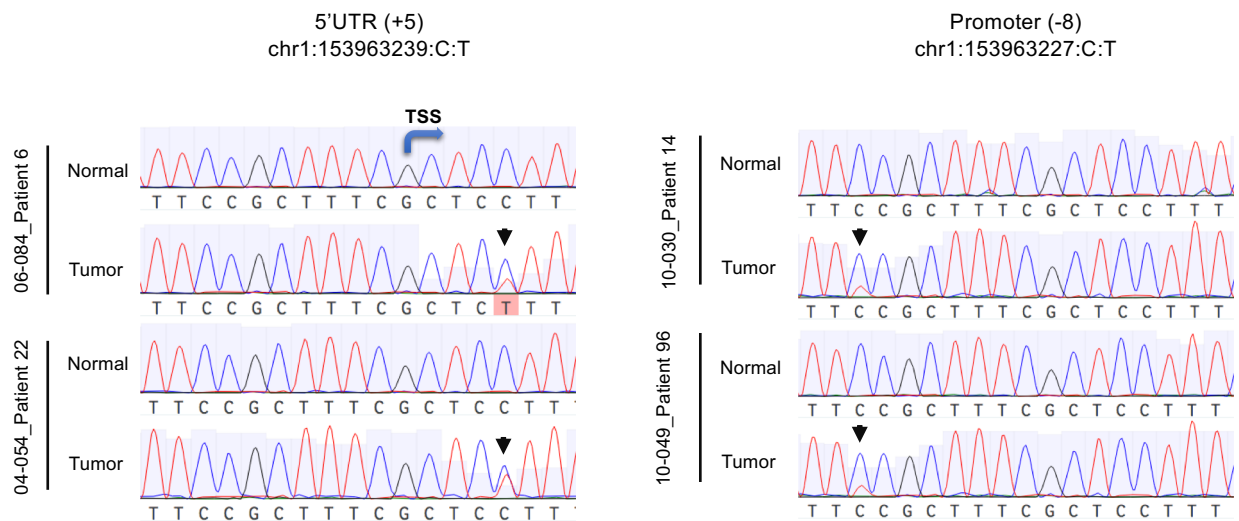 5'UTR (+5)
chr1:153963239:C:T
TSS
06-084_Patient 6
Normal
T T C C G C T T T C G C T C C T T
Tumor
T T C C G C T T T C G C T C T T T
04-054_Patient 22
Normal
T T C C G C T T T C G C T C C T T
Tumor
T T C C G C T T T C G C T C C T T
Promoter (-8)
chr1:153963227:C:T
10-030_Patient 14
Normal
T T C C G C T T T C G C T C C T T T
Tumor
T T C C G C T T T C G C T C C T T T
10-049_Patient 96
Normal
T T C C G C T T T C G C T C C T T T
Tumor
T T C C G C T T T C G C T C C T T T